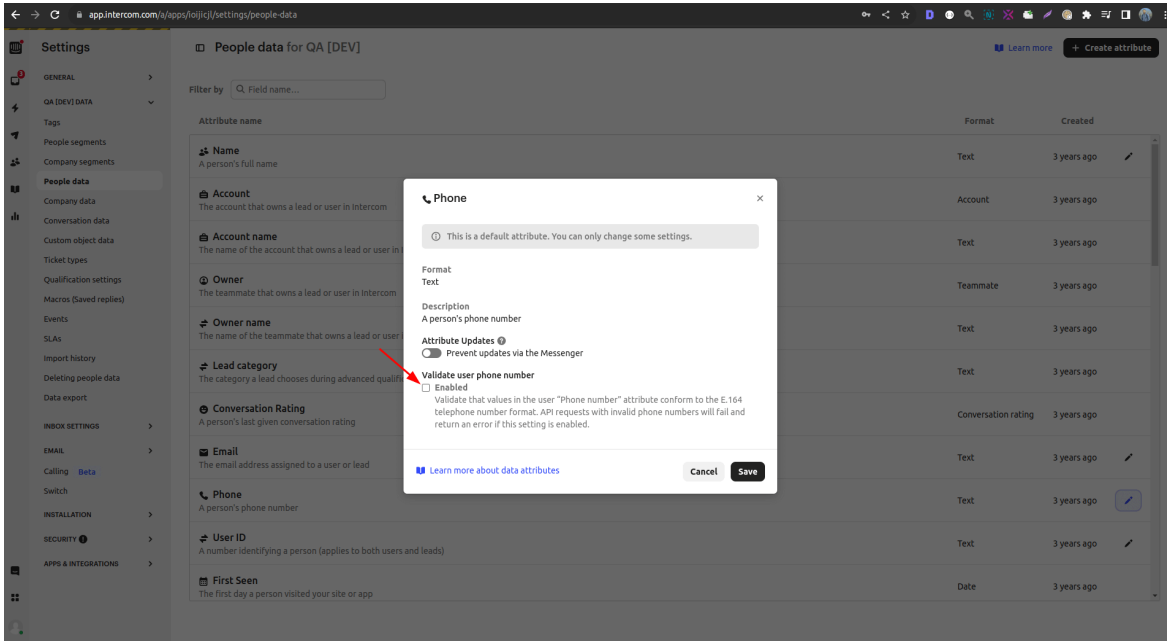 app.intercom.com/a/apps/ioijicjl/settings/people-data
Settings
People data for QA [DEV]
Learn more
+ Create attribute
3
GENERAL
QA [DEV] DATA
Tags
People segments
Company segments
People data
Company data
Conversation data
Custom object data
Ticket types
Qualification settings
Macros (Saved replies)
Events
SLAs
Import history
Deleting people data
Data export
INBOX SETTINGS
EMAIL
Calling Beta
Switch
INSTALLATION
SECURITY
APPS & INTEGRATIONS
Filter by
Field name...
Attribute name Format Created
Name Text 3 years ago
A person's full name
Account Account 3 years ago
The account that owns a lead or user in Intercom
Account name Text 3 years ago
The name of the account that owns a lead or user in I
Owner Teammate 3 years ago
The teammate that owns a lead or user in Intercom
Owner name Text 3 years ago
The name of the teammate that owns a lead or user i
Lead category Text 3 years ago
The category a lead chooses during advanced qualifi
Conversation Rating Conversation rating 3 years ago
A person's last given conversation rating
Email Text 3 years ago
The email address assigned to a user or lead
Phone Text 3 years ago
A person's phone number
User ID Text 3 years ago
A number identifying a person (applies to both users and leads)
First Seen Date 3 years ago
The first day a person visited your site or app
Phone
This is a default attribute. You can only change some settings.
Format
Text
Description
A person's phone number
Attribute Updates
Prevent updates via the Messenger
Validate user phone number
Enabled
Validate that values in the user "Phone number" attribute conform to the E.164
telephone number format. API requests with invalid phone numbers will fail and
return an error if this setting is enabled.
Learn more about data attributes
Cancel
Save